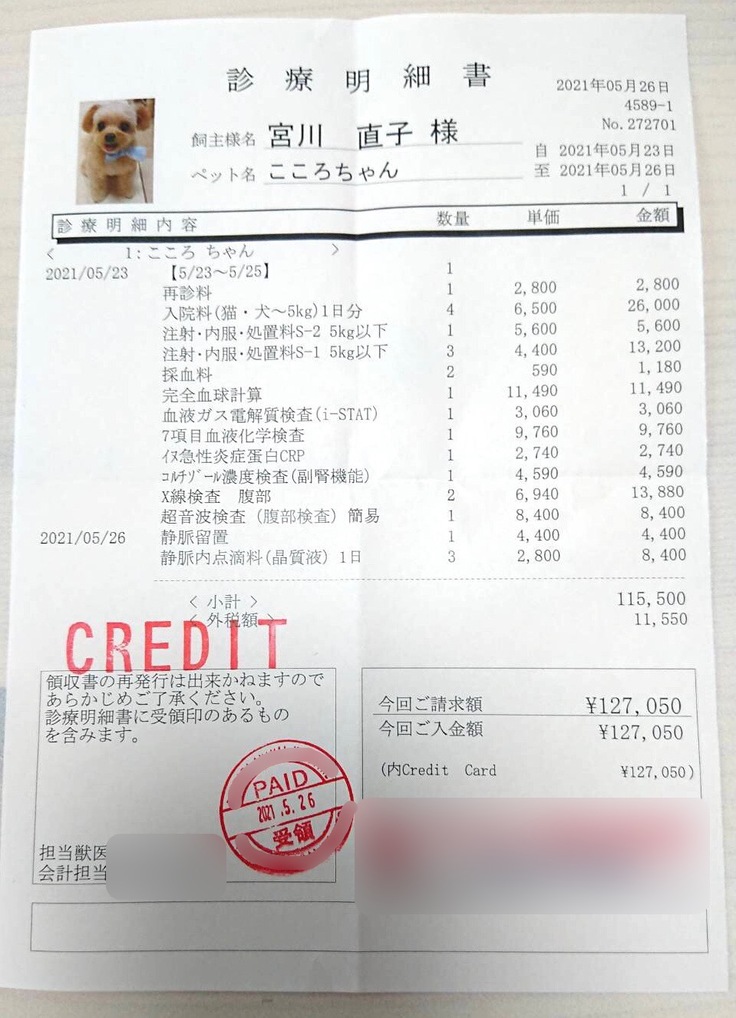 診療明細書
2021年05月26日
4589-1
No.272701
飼主様名 宮川 直子 様
自 2021年05月23日
ペット名 こころちゃん
至 2021年05月26日
1 / 1
診療明細内容 数量 単価 金額
< 1:こころ ちゃん >
2021/05/23 【5/23～5/25】 1
再診料 1 2,800 2,800
入院料(猫・犬～5kg)1日分 4 6,500 26,000
注射・内服・処置料S-2 5kg以下 1 5,600 5,600
注射・内服・処置料S-1 5kg以下 3 4,400 13,200
採血料 2 590 1,180
完全血球計算 1 11,490 11,490
血液ガス電解質検査(i-STAT) 1 3,060 3,060
7項目血液化学検査 1 9,760 9,760
ｲﾇ急性炎症蛋白CRP 1 2,740 2,740
ｺﾙﾁｿﾞｰﾙ濃度検査(副腎機能) 1 4,590 4,590
X線検査 腹部 2 6,940 13,880
超音波検査 (腹部検査) 簡易 1 8,400 8,400
2021/05/26 静脈留置 1 4,400 4,400
静脈内点滴料(晶質液) 1日 3 2,800 8,400
< 小計 > 115,500
< 外税額 > 11,550
CREDIT
領収書の再発行は出来かねますので
あらかじめご了承ください。
診療明細書に受領印のあるもの
を含みます。
今回ご請求額 ¥127,050
今回ご入金額 ¥127,050
(内Credit Card ¥127,050)
PAID
2021.5.26
受領
担当獣医
会計担当